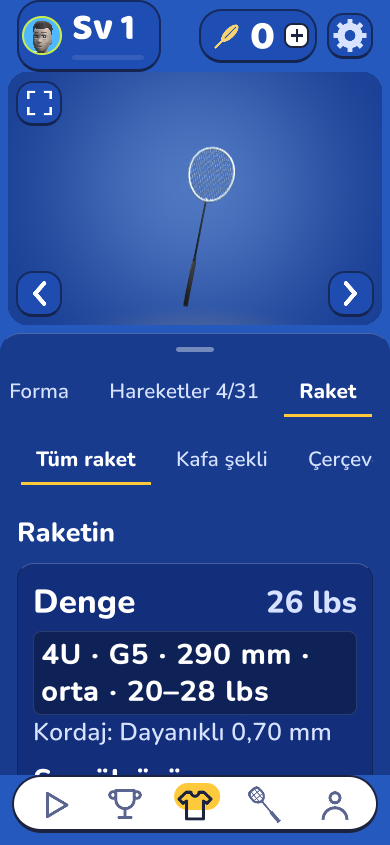 Sv 1
0
Forma Hareketler 4/31 Raket
Tüm raket Kafa şekli Çerçev
Raketin
Denge 26 lbs
4U · G5 · 290 mm ·
orta · 20–28 lbs
Kordaj: Dayanıklı 0,70 mm